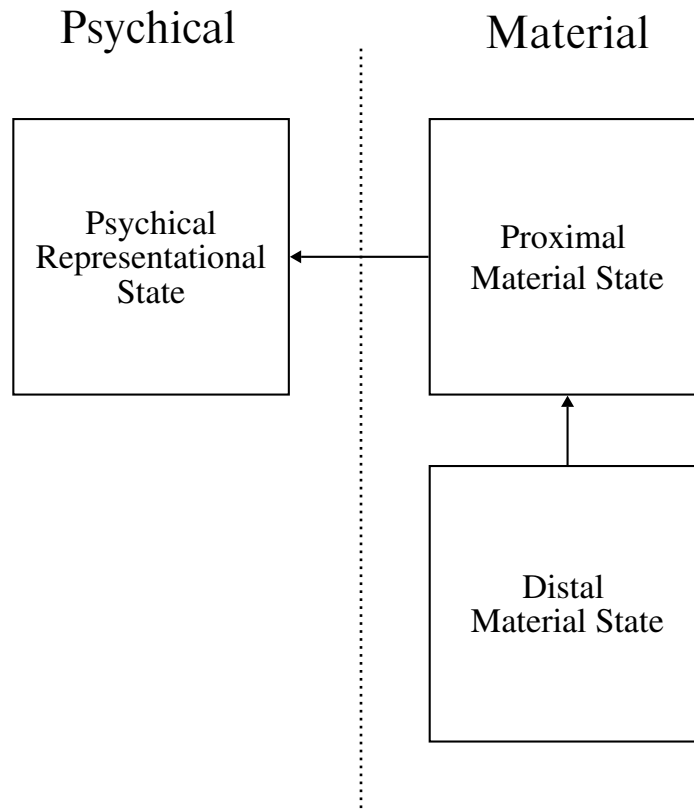 Psychical
Material
Psychical
Representational
State
Proximal
Material State
Distal
Material State